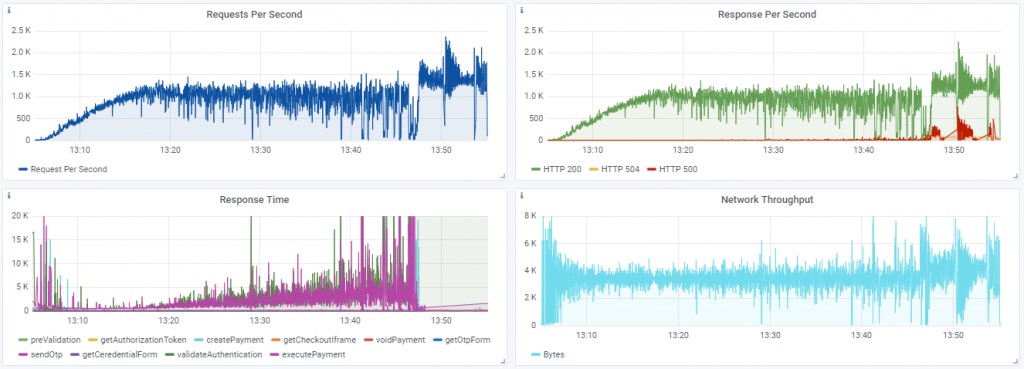 Requests Per Second
2.5 K
2.0 K
1.5 K
1.0 K
500
0
13:10 13:20 13:30 13:40 13:50
Request Per Second
Response Per Second
2.5 K
2.0 K
1.5 K
1.0 K
500
0
13:10 13:20 13:30 13:40 13:50
HTTP 200 HTTP 504 HTTP 500
Response Time
20 K
15 K
10 K
5 K
0
13:10 13:20 13:30 13:40 13:50
preValidation getAuthorizationToken createPayment getCheckoutIframe voidPayment getOtpForm
sendOtp getCeredentialForm validateAuthentication executePayment
Network Throughput
8 K
6 K
4 K
2 K
0
13:10 13:20 13:30 13:40 13:50
Bytes